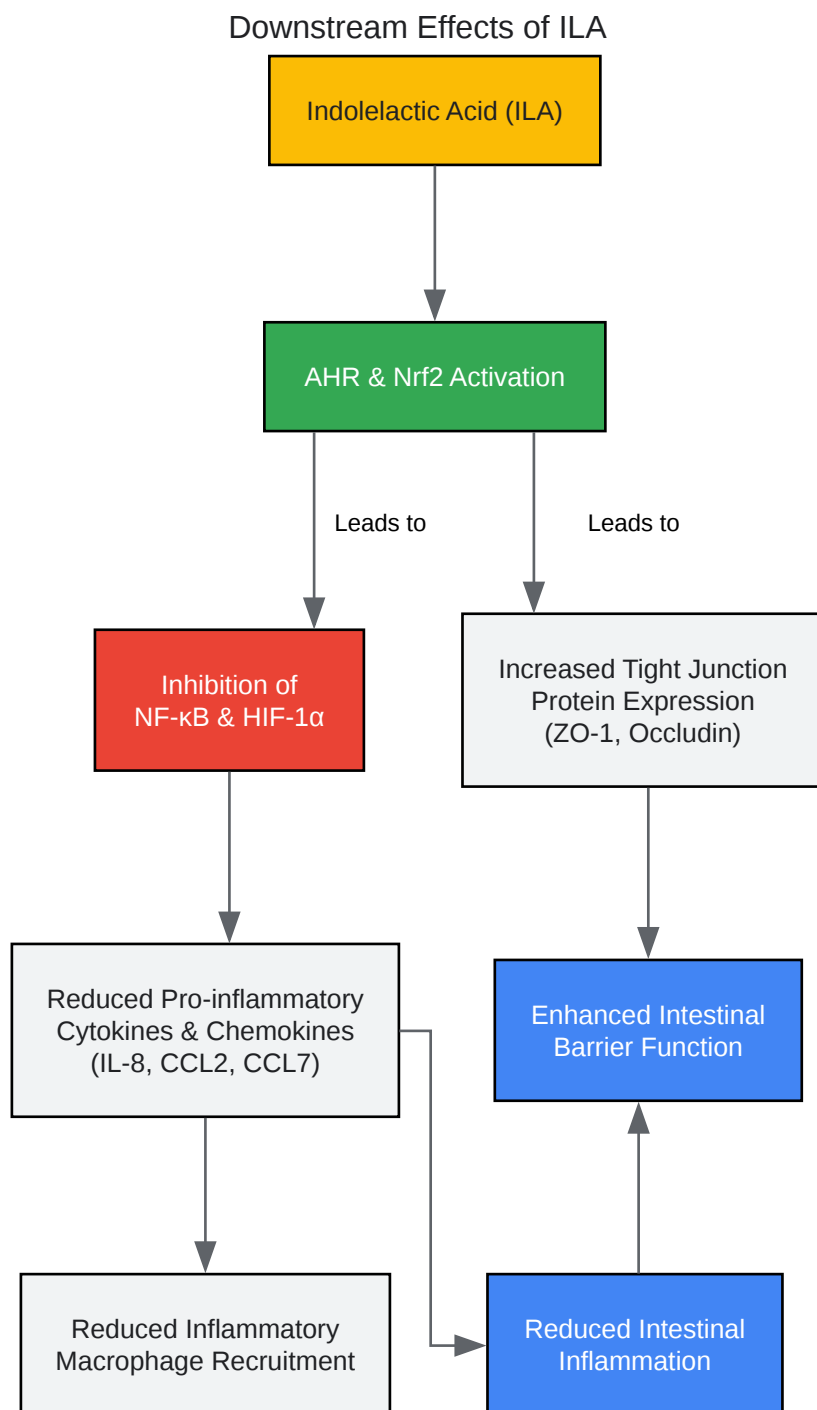 Downstream Effects of ILA
Indolelactic Acid (ILA)
AHR & Nrf2 Activation
Leads to
Leads to
Inhibition of
NF-κB & HIF-1α
Increased Tight Junction
Protein Expression
(ZO-1, Occludin)
Reduced Pro-inflammatory
Cytokines & Chemokines
(IL-8, CCL2, CCL7)
Enhanced Intestinal
Barrier Function
Reduced Inflammatory
Macrophage Recruitment
Reduced Intestinal
Inflammation